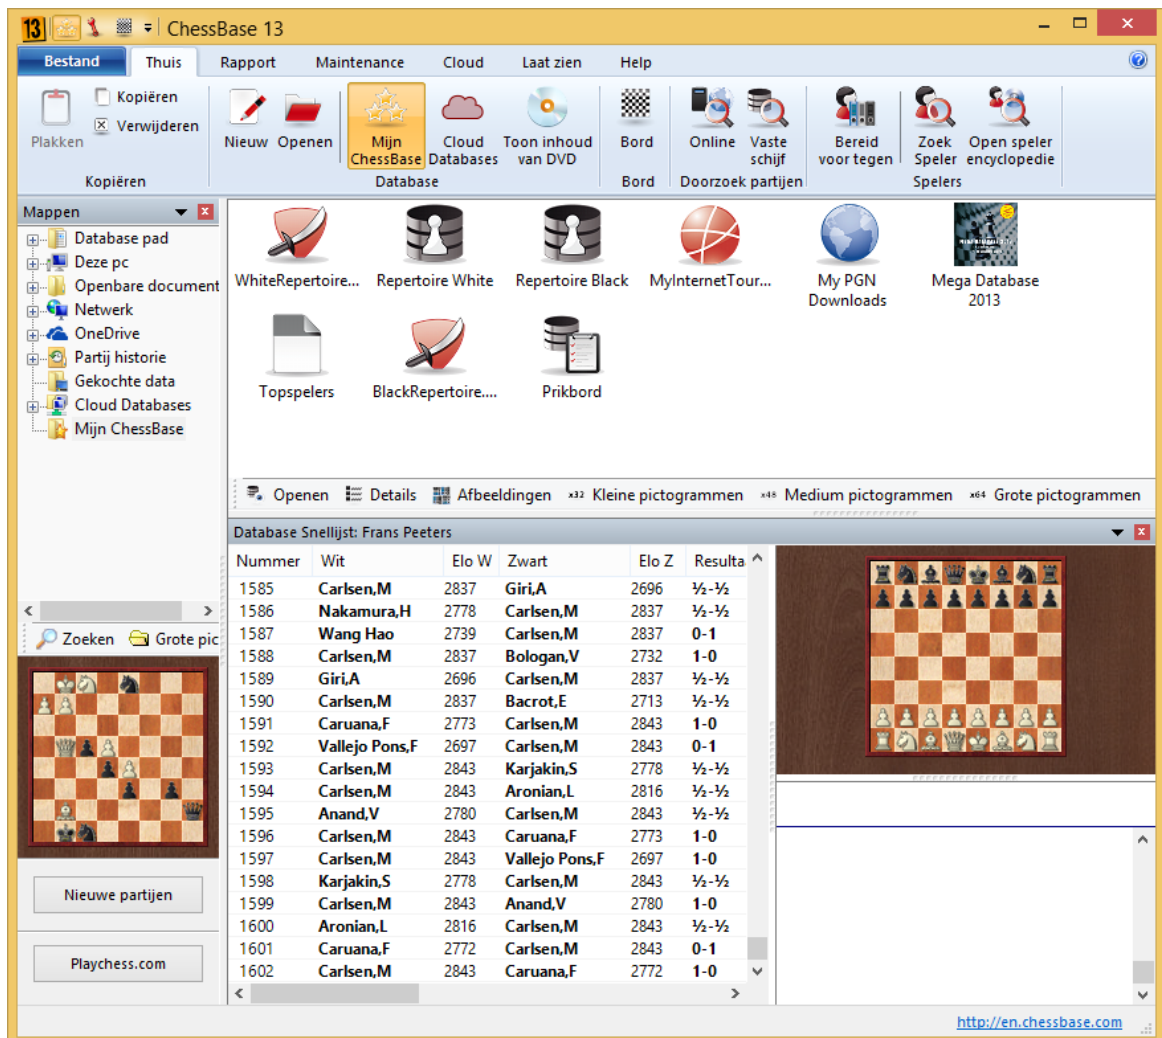 13 ChessBase 13
Bestand Thuis Rapport Maintenance Cloud Laat zien Help
Plakken Kopiëren Verwijderen
Nieuw Openen Mijn ChessBase Cloud Databases Toon inhoud van DVD Bord Online Vaste schijf Bereid voor tegen Zoek Speler Open speler encyclopedie
Kopiëren Database Bord Doorzoek partijen Spelers
Mappen
Database pad
Deze pc
Openbare document
Netwerk
OneDrive
Partij historie
Gekochte data
Cloud Databases
Mijn ChessBase
Zoeken Grote pic
Nieuwe partijen
Playchess.com
WhiteRepertoire... Repertoire White Repertoire Black MyInternetTour... My PGN Downloads Mega Database 2013
Topspelers BlackRepertoire.... Prikbord
Openen Details Afbeeldingen x32 Kleine pictogrammen x48 Medium pictogrammen x64 Grote pictogrammen
Database Snellijst: Frans Peeters
Nummer Wit Elo W Zwart Elo Z Resulta
1585 Carlsen,M 2837 Giri,A 2696 ½-½
1586 Nakamura,H 2778 Carlsen,M 2837 ½-½
1587 Wang Hao 2739 Carlsen,M 2837 0-1
1588 Carlsen,M 2837 Bologan,V 2732 1-0
1589 Giri,A 2696 Carlsen,M 2837 ½-½
1590 Carlsen,M 2837 Bacrot,E 2713 ½-½
1591 Caruana,F 2773 Carlsen,M 2843 1-0
1592 Vallejo Pons,F 2697 Carlsen,M 2843 0-1
1593 Carlsen,M 2843 Karjakin,S 2778 ½-½
1594 Carlsen,M 2843 Aronian,L 2816 ½-½
1595 Anand,V 2780 Carlsen,M 2843 ½-½
1596 Carlsen,M 2843 Caruana,F 2773 1-0
1597 Carlsen,M 2843 Vallejo Pons,F 2697 1-0
1598 Karjakin,S 2778 Carlsen,M 2843 ½-½
1599 Carlsen,M 2843 Anand,V 2780 1-0
1600 Aronian,L 2816 Carlsen,M 2843 ½-½
1601 Caruana,F 2772 Carlsen,M 2843 0-1
1602 Carlsen,M 2843 Caruana,F 2772 1-0
http://en.chessbase.com